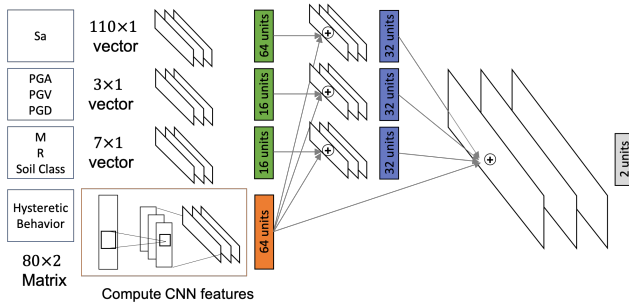 Sa
110×1
vector
64 units
32 units
PGA
PGV
PGD
3×1
vector
16 units
32 units
M
R
Soil Class
7×1
vector
16 units
32 units
2 units
Hysteretic
Behavior
64 units
80×2
Matrix
Compute CNN features